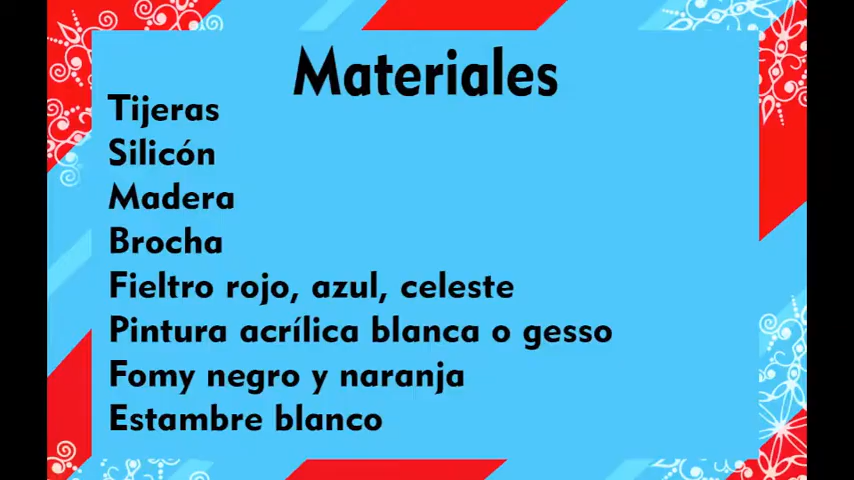 Materiales
Tijeras
Silicón
Madera
Brocha
Fieltro rojo, azul, celeste
Pintura acrílica blanca o gesso
Fomy negro y naranja
Estambre blanco